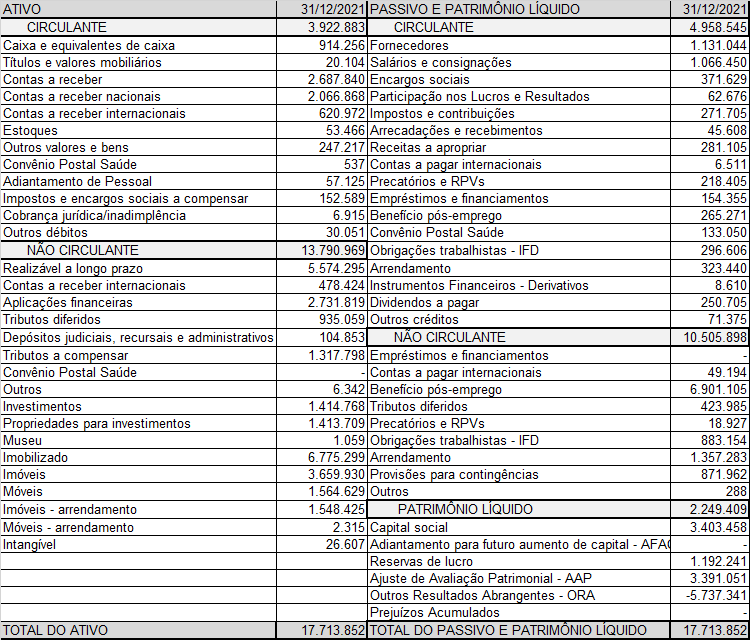 ATIVO 31/12/2021 PASSIVO E PATRIMÔNIO LÍQUIDO 31/12/2021
CIRCULANTE 3.922.883 CIRCULANTE 4.958.545
Caixa e equivalentes de caixa 914.256 Fornecedores 1.131.044
Títulos e valores mobiliários 20.104 Salários e consignações 1.066.450
Contas a receber 2.687.840 Encargos sociais 371.629
Contas a receber nacionais 2.066.868 Participação nos Lucros e Resultados 62.676
Contas a receber internacionais 620.972 Impostos e contribuições 271.705
Estoques 53.466 Arrecadações e recebimentos 45.608
Outros valores e bens 247.217 Receitas a apropriar 281.105
Convênio Postal Saúde 537 Contas a pagar internacionais 6.511
Adiantamento de Pessoal 57.125 Precatórios e RPVs 218.405
Impostos e encargos sociais a compensar 152.589 Empréstimos e financiamentos 154.355
Cobrança jurídica/inadimplência 6.915 Benefício pós-emprego 265.271
Outros débitos 30.051 Convênio Postal Saúde 133.050
NÃO CIRCULANTE 13.790.969 Obrigações trabalhistas - IFD 296.606
Realizável a longo prazo 5.574.295 Arrendamento 323.440
Contas a receber internacionais 478.424 Instrumentos Financeiros - Derivativos 8.610
Aplicações financeiras 2.731.819 Dividendos a pagar 250.705
Tributos diferidos 935.059 Outros créditos 71.375
Depósitos judiciais, recursais e administrativos 104.853 NÃO CIRCULANTE 10.505.898
Tributos a compensar 1.317.798 Empréstimos e financiamentos -
Convênio Postal Saúde - Contas a pagar internacionais 49.194
Outros 6.342 Benefício pós-emprego 6.901.105
Investimentos 1.414.768 Tributos diferidos 423.985
Propriedades para investimentos 1.413.709 Precatórios e RPVs 18.927
Museu 1.059 Obrigações trabalhistas - IFD 883.154
Imobilizado 6.775.299 Arrendamento 1.357.283
Imóveis 3.659.930 Provisões para contingências 871.962
Móveis 1.564.629 Outros 288
Imóveis - arrendamento 1.548.425 PATRIMÔNIO LÍQUIDO 2.249.409
Móveis - arrendamento 2.315 Capital social 3.403.458
Intangível 26.607 Adiantamento para futuro aumento de capital - AFAC -
Reservas de lucro 1.192.241
Ajuste de Avaliação Patrimonial - AAP 3.391.051
Outros Resultados Abrangentes - ORA -5.737.341
Prejuízos Acumulados -
TOTAL DO ATIVO 17.713.852 TOTAL DO PASSIVO E PATRIMÔNIO LÍQUIDO 17.713.852